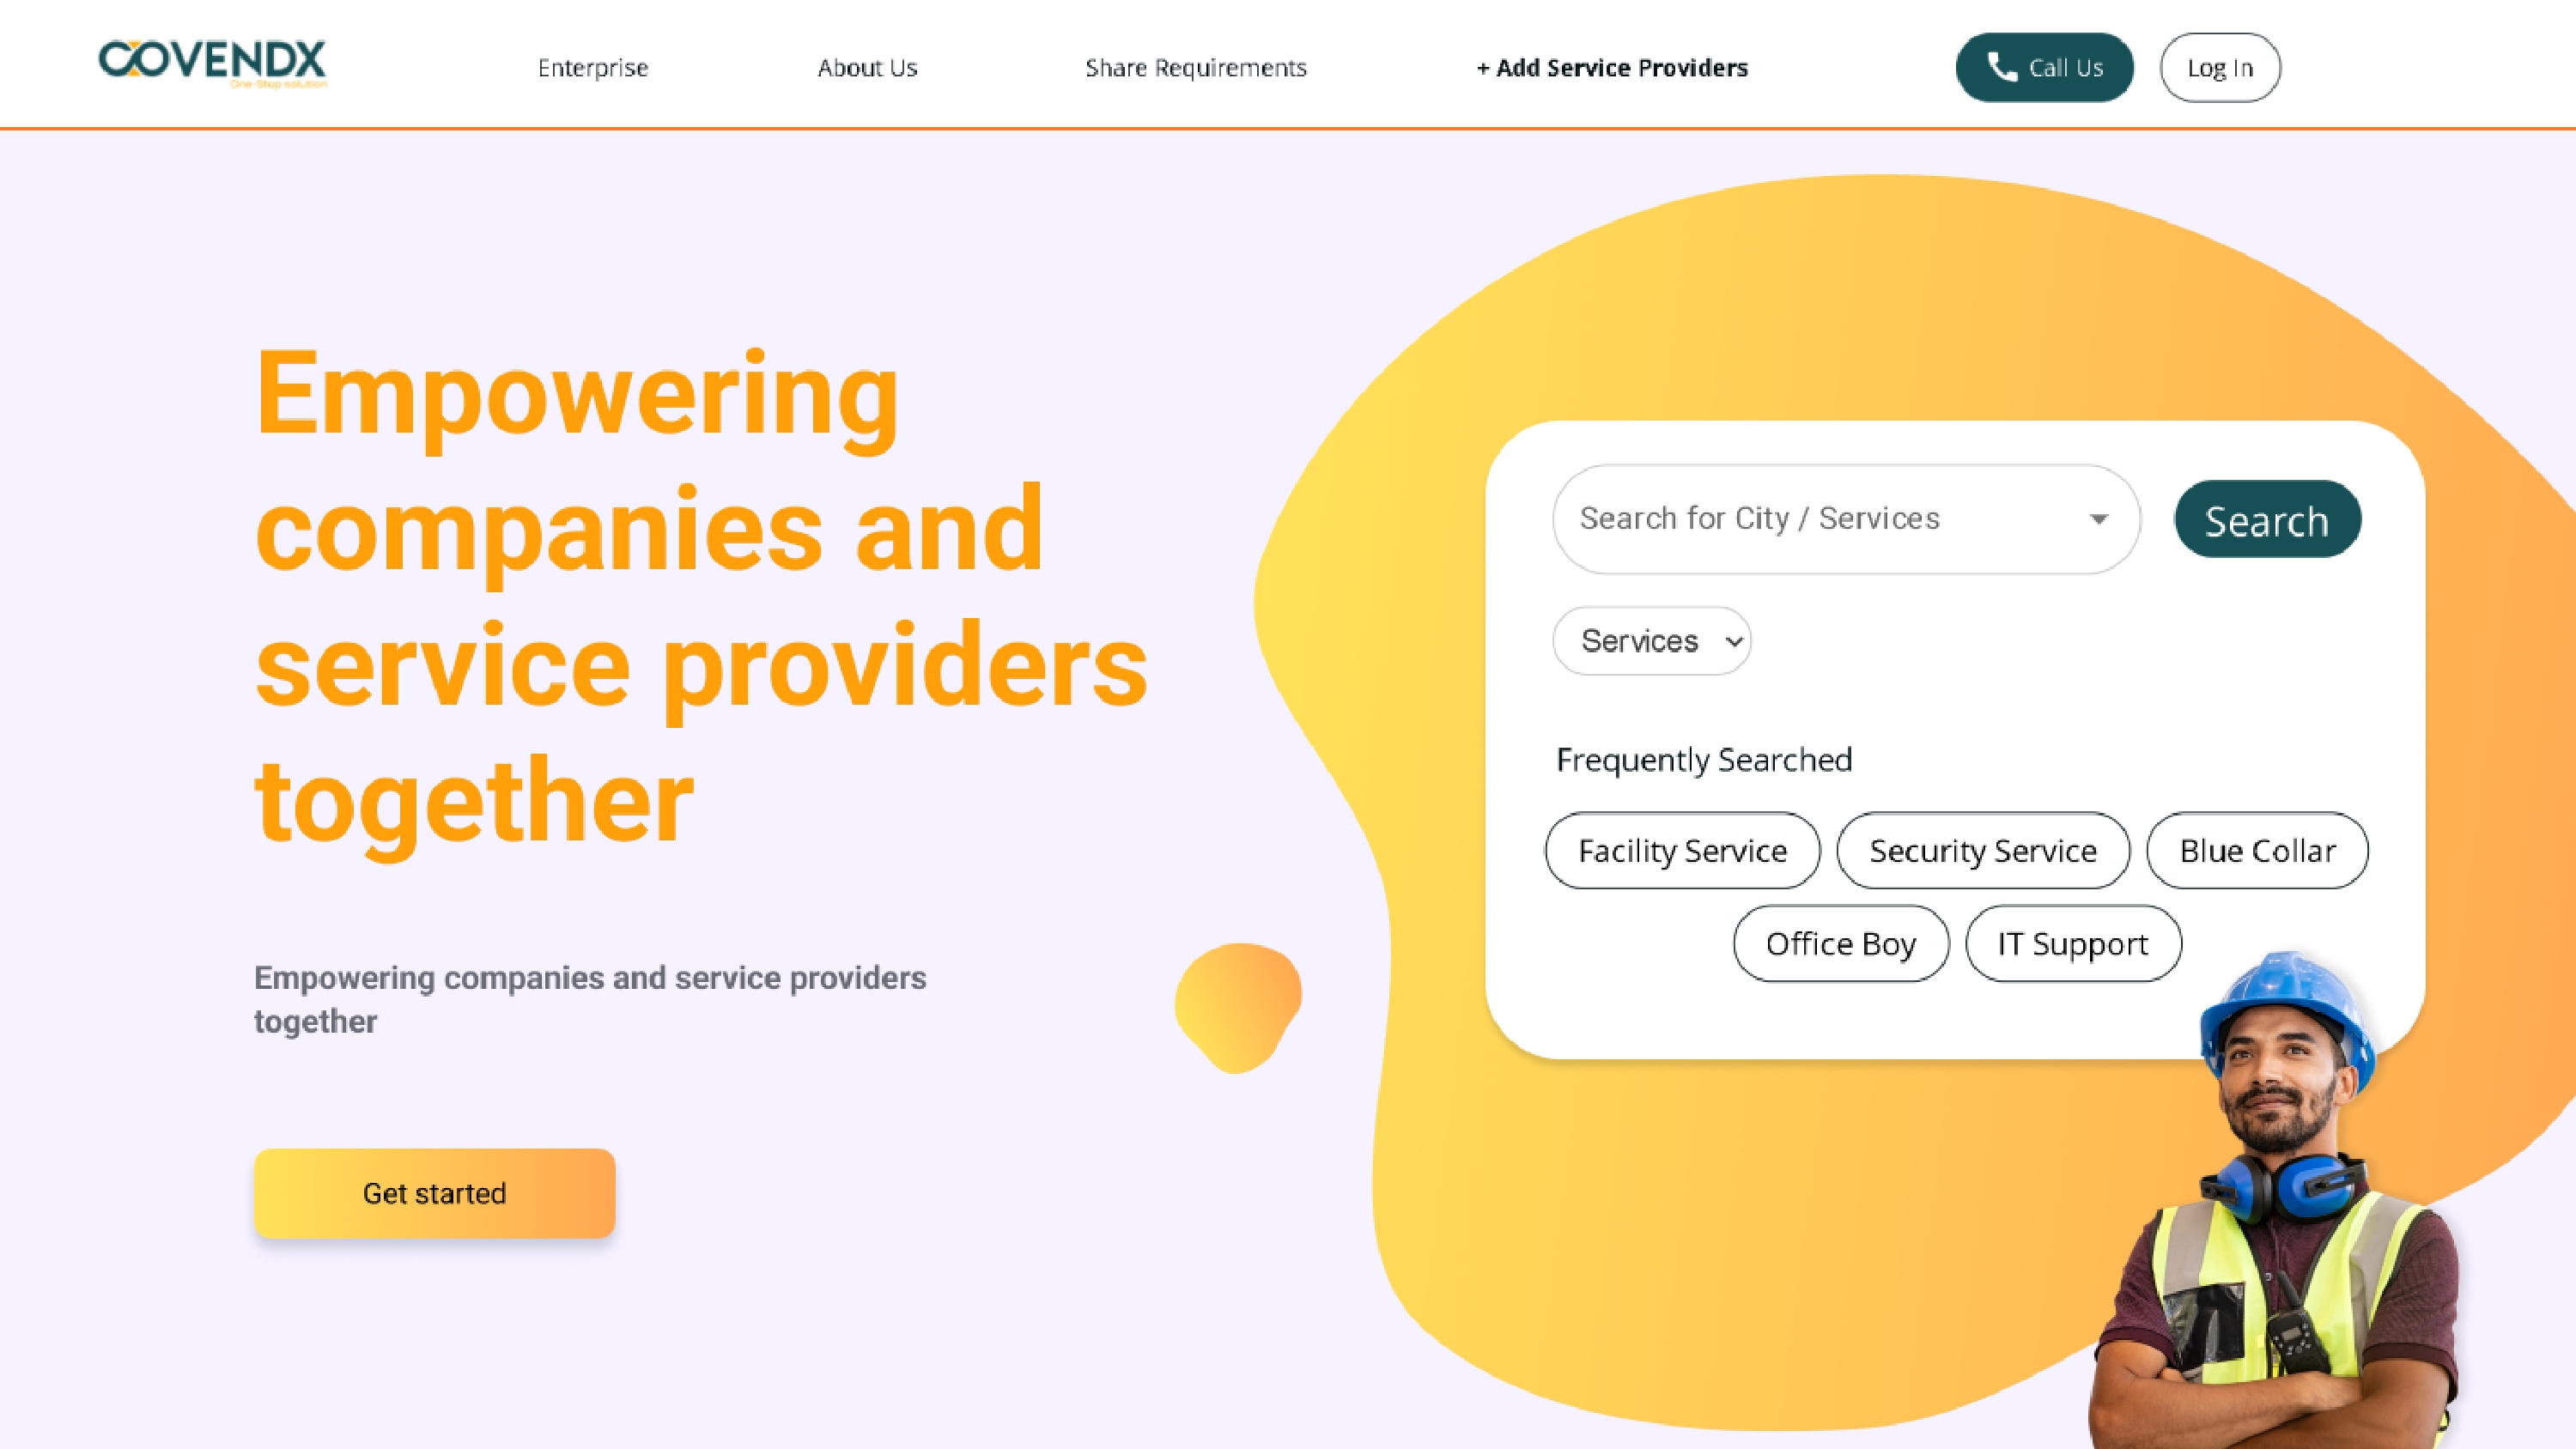 COVENDX
One-Stop solution
Enterprise
About Us
Share Requirements
+ Add Service Providers
Call Us
Log In
Empowering
companies and
service providers
together
Empowering companies and service providers
together
Get started
Search for City / Services
Search
Services
Frequently Searched
Facility Service
Security Service
Blue Collar
Office Boy
IT Support